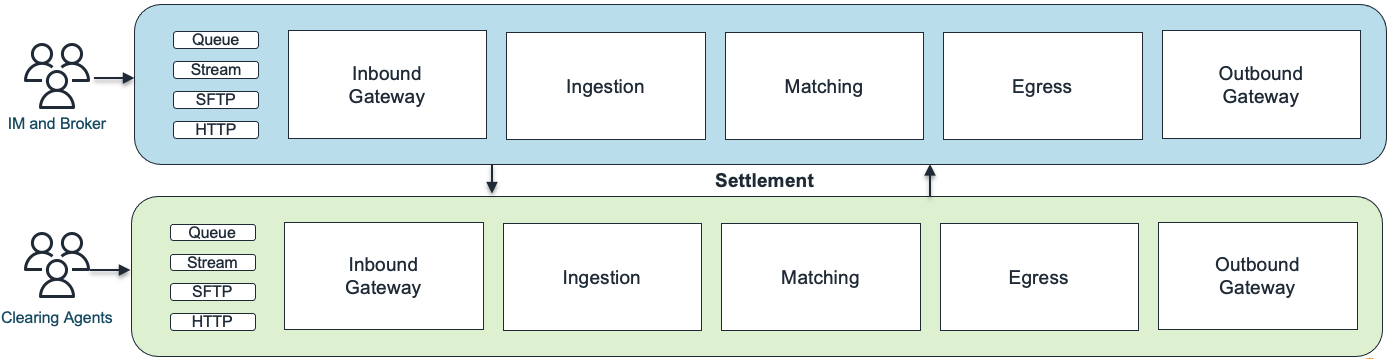 Queue
Stream
SFTP
HTTP
Inbound
Gateway
Ingestion
Matching
Egress
Outbound
Gateway
IM and Broker
Settlement
Queue
Stream
SFTP
HTTP
Inbound
Gateway
Ingestion
Matching
Egress
Outbound
Gateway
Clearing Agents